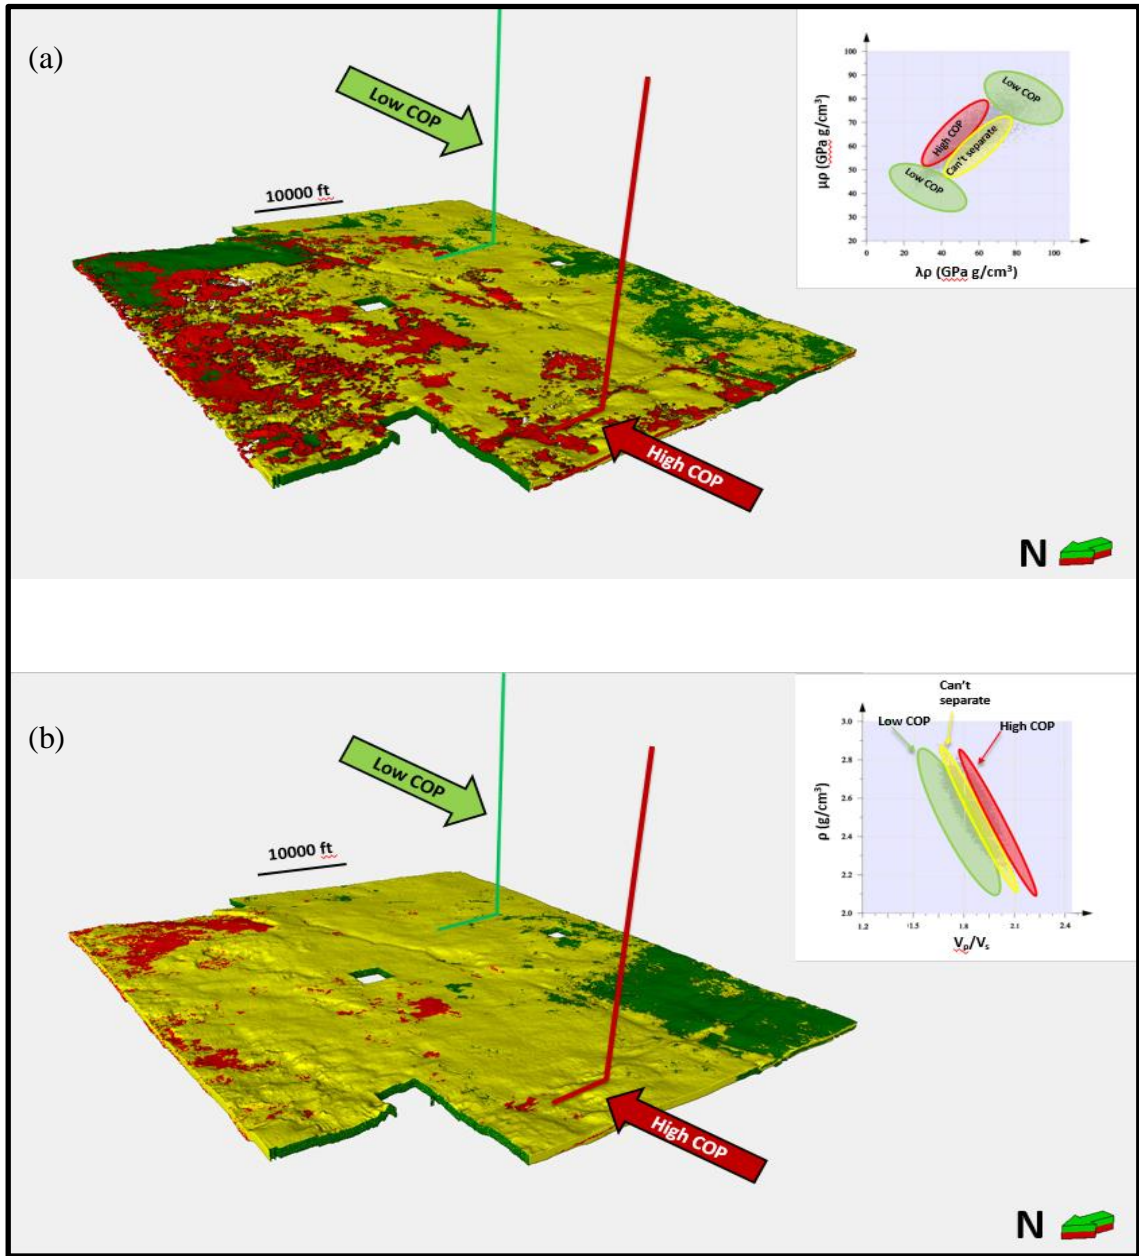 (a)
Low COP
10000 ft
High COP
N
100
90
80
70
60
50
40
30
20
0
20
40
60
80
100
μρ (GPa g/cm³)
λρ (GPa g/cm³)
Low COP
High COP
Can't separate
Low COP
(b)
Low COP
10000 ft
High COP
N
Can't
separate
Low COP
High COP
3.0
2.8
2.6
2.4
2.2
2.0
1.2
1.5
1.8
2.1
2.4
ρ (g/cm³)
Vp/Vs